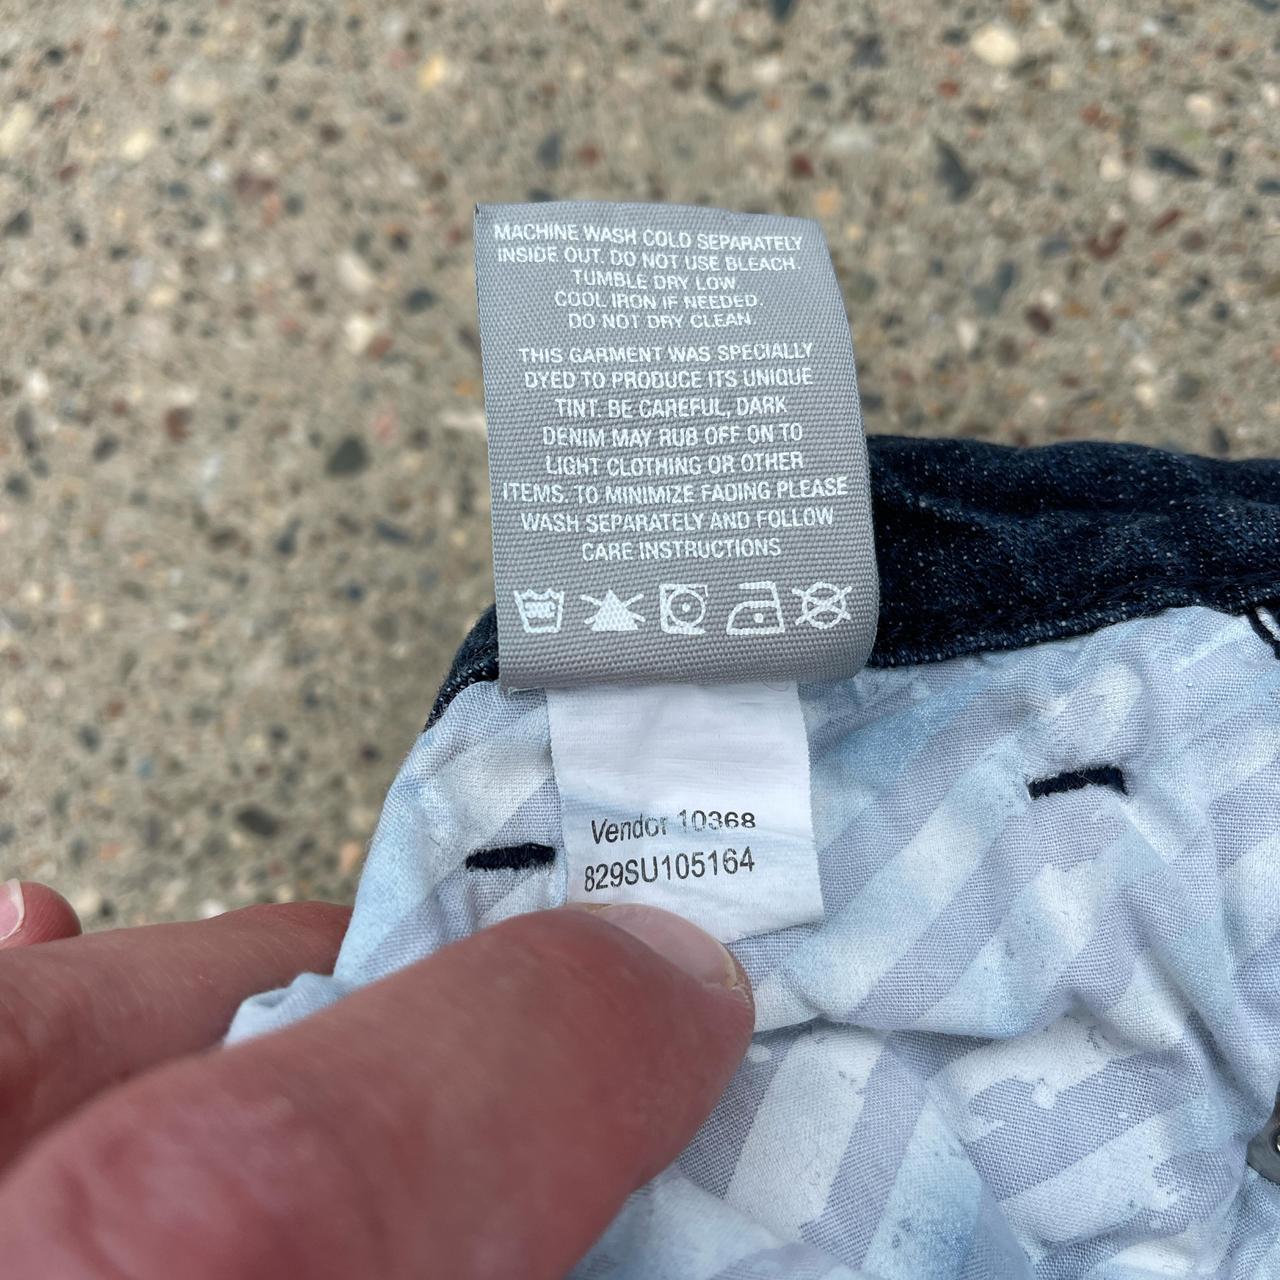 MACHINE WASH COLD SEPARATELY
INSIDE OUT. DO NOT USE BLEACH.
TUMBLE DRY LOW
COOL IRON IF NEEDED.
DO NOT DRY CLEAN
THIS GARMENT WAS SPECIALLY
DYED TO PRODUCE ITS UNIQUE
TINT. BE CAREFUL, DARK
DENIM MAY RUB OFF ON TO
LIGHT CLOTHING OR OTHER
ITEMS. TO MINIMIZE FADING PLEASE
WASH SEPARATELY AND FOLLOW
CARE INSTRUCTIONS
Vendor 10368
829SU105164